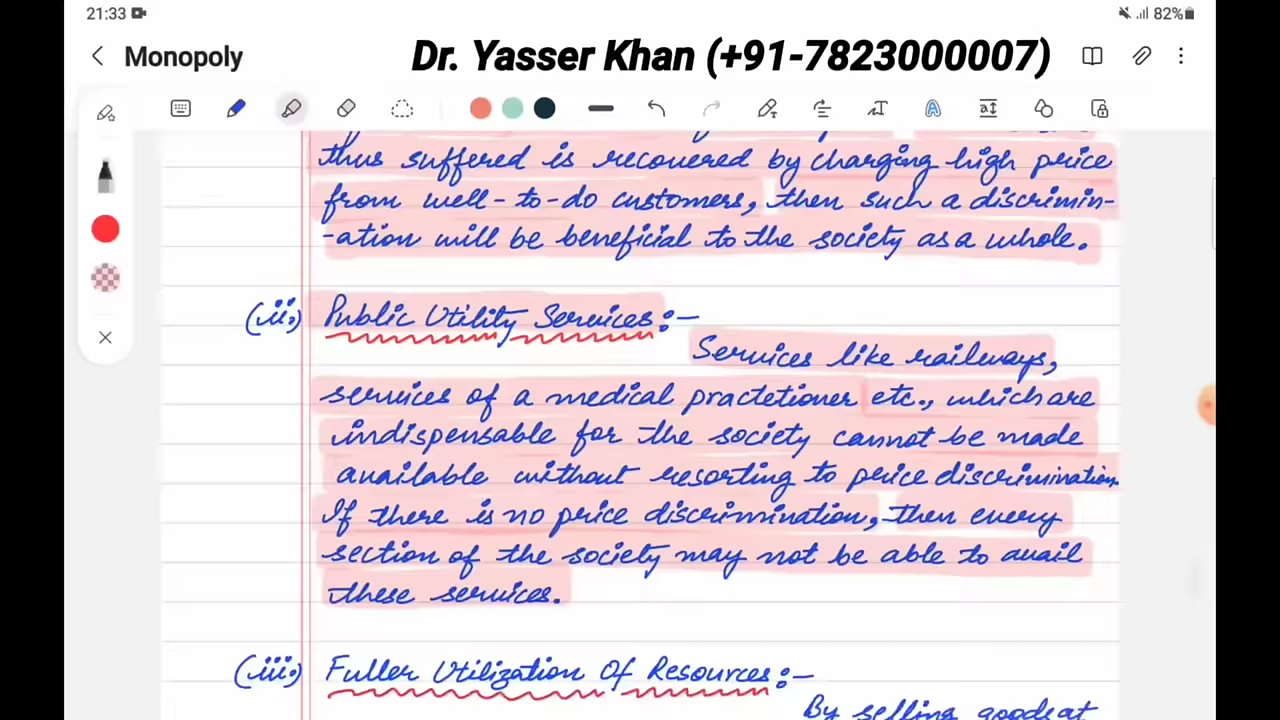 21:33
82%
Monopoly
Dr. Yasser Khan (+91-7823000007)
thus suffered is recovered by charging high price
from well-to-do customers, then such a discrimin-
-ation will be beneficial to the society as a whole.
(ii) Public Utility Services:-
Services like railways,
services of a medical practetioner etc., which are
indispensable for the society cannot be made
available without resorting to price discrimination.
If there is no price discrimination, then every
section of the society may not be able to avail
these services.
(iii) Fuller Utilization Of Resources:-
By selling goods at